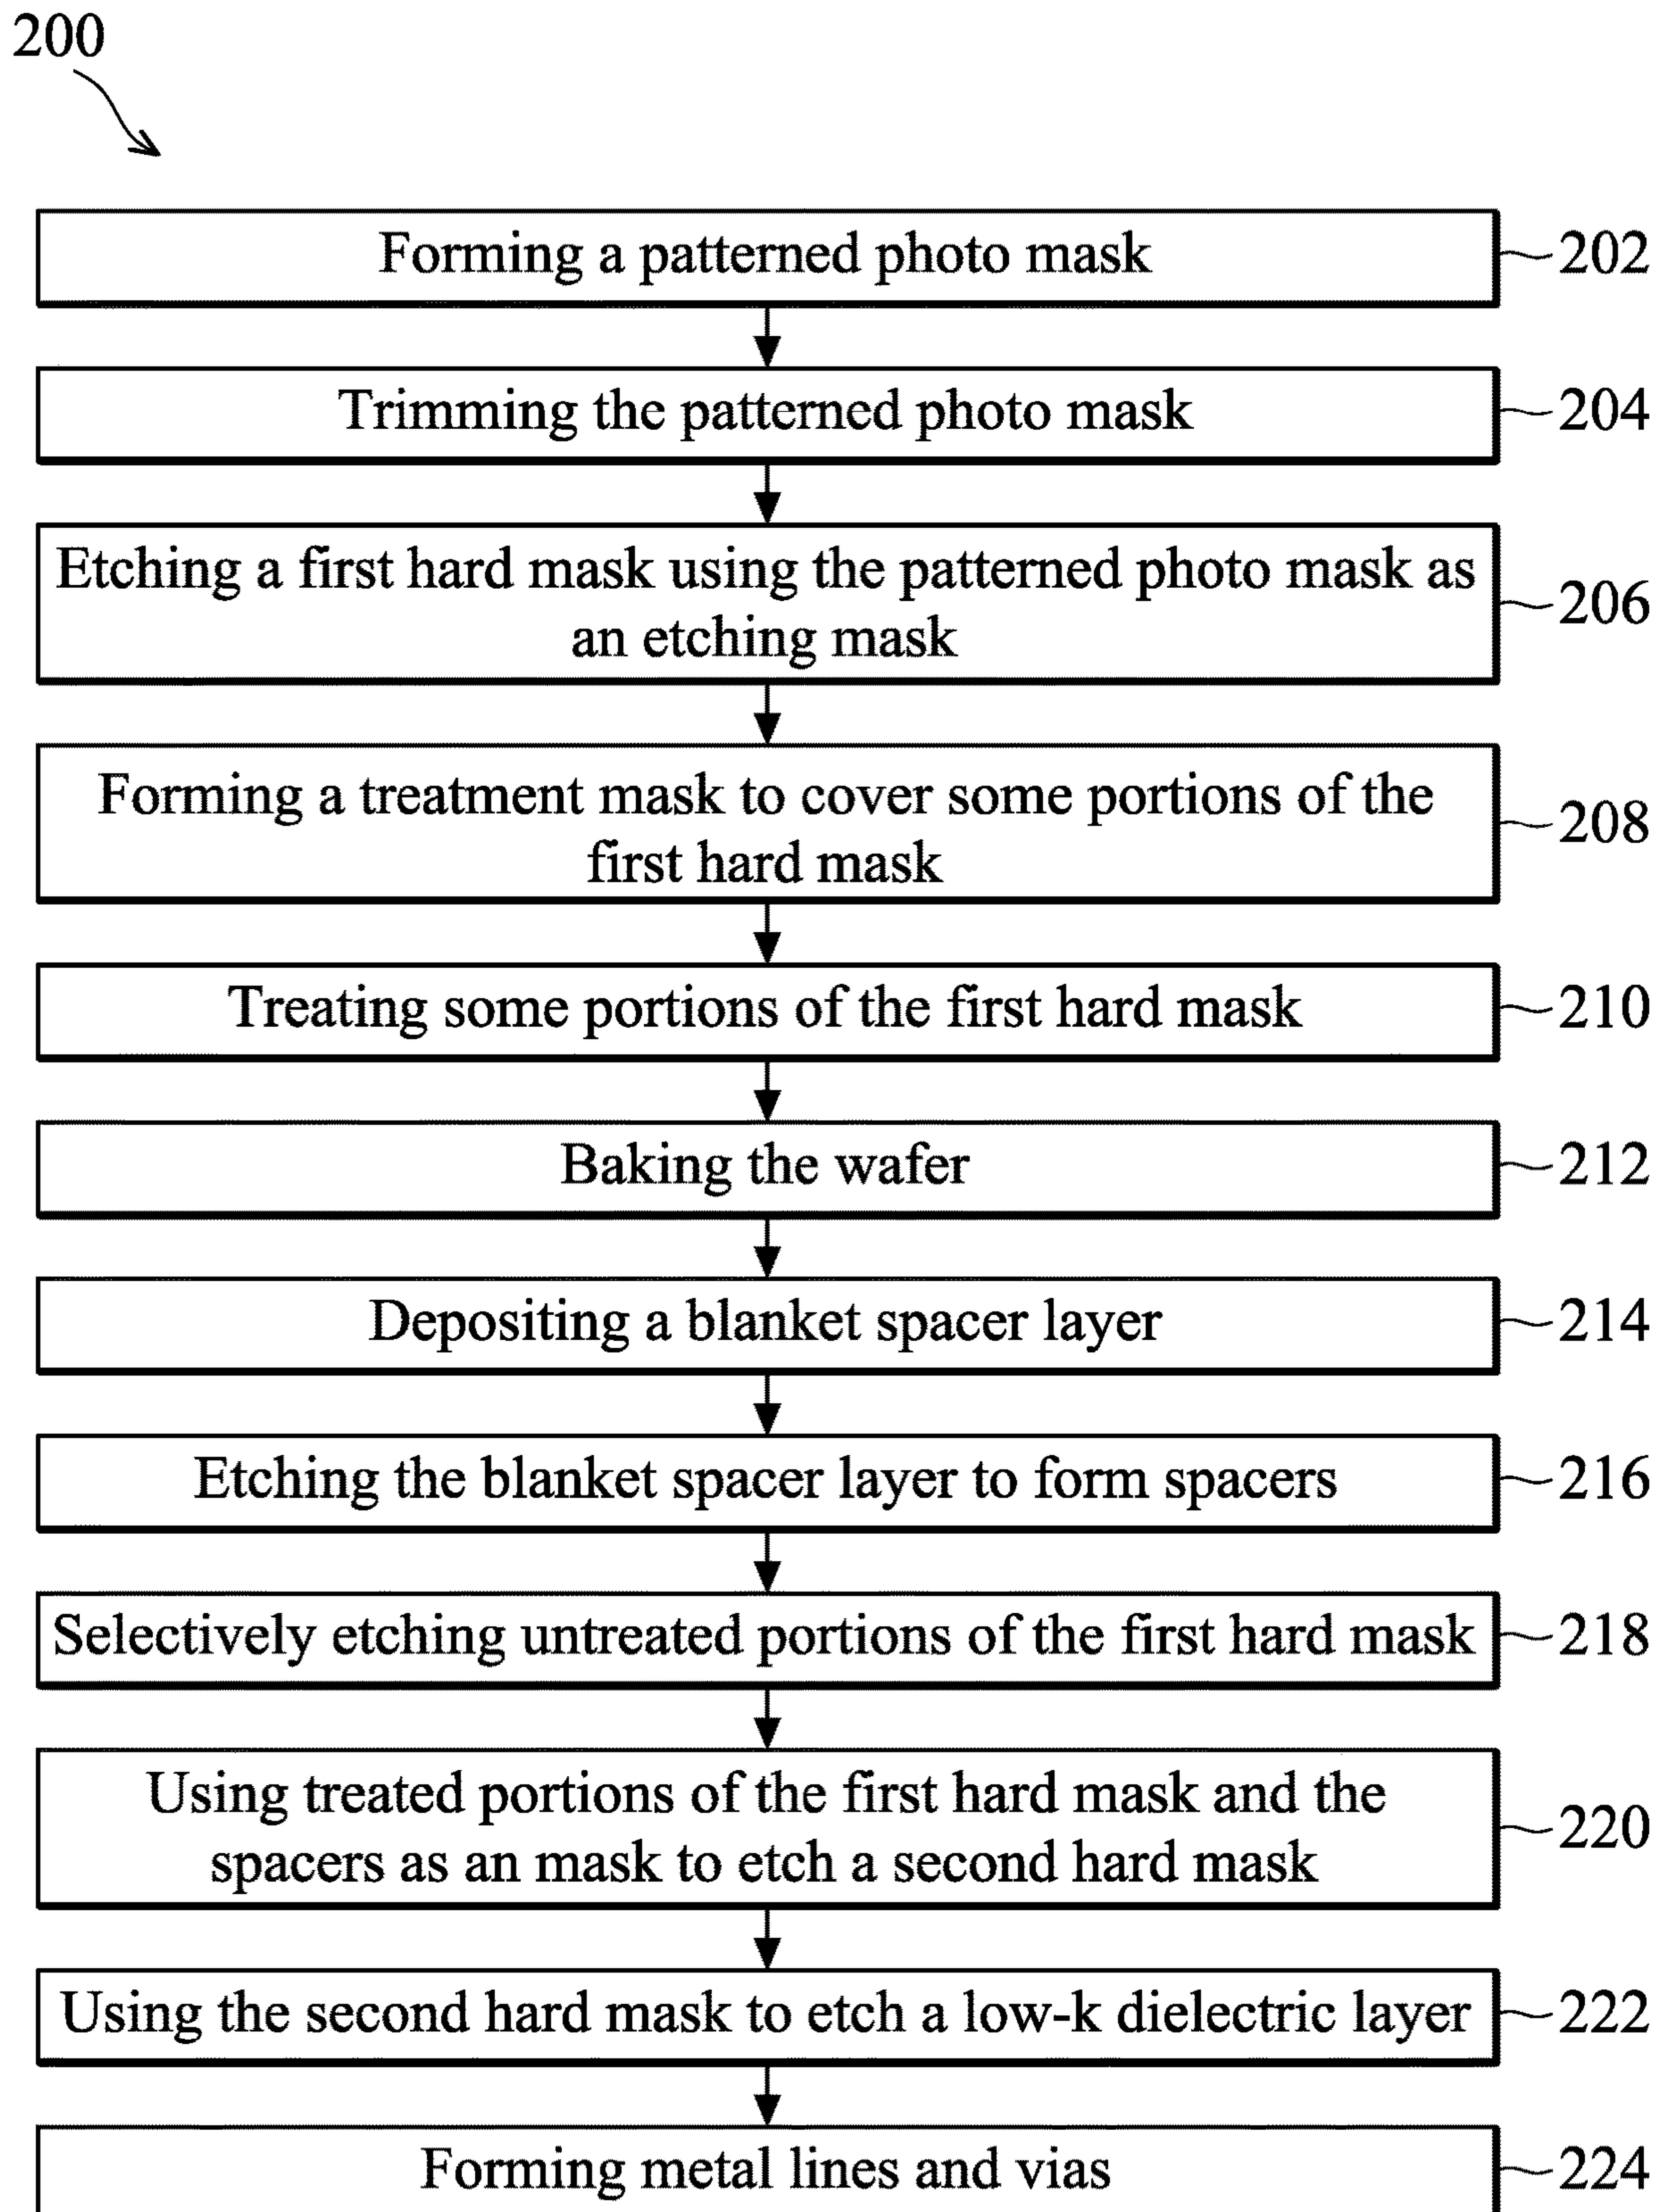 200
Forming a patterned photo mask
202
Trimming the patterned photo mask
204
Etching a first hard mask using the patterned photo mask as
an etching mask
206
Forming a treatment mask to cover some portions of the
first hard mask
208
Treating some portions of the first hard mask
210
Baking the wafer
212
Depositing a blanket spacer layer
214
Etching the blanket spacer layer to form spacers
216
Selectively etching untreated portions of the first hard mask
218
Using treated portions of the first hard mask and the
spacers as an mask to etch a second hard mask
220
Using the second hard mask to etch a low-k dielectric layer
222
Forming metal lines and vias
224